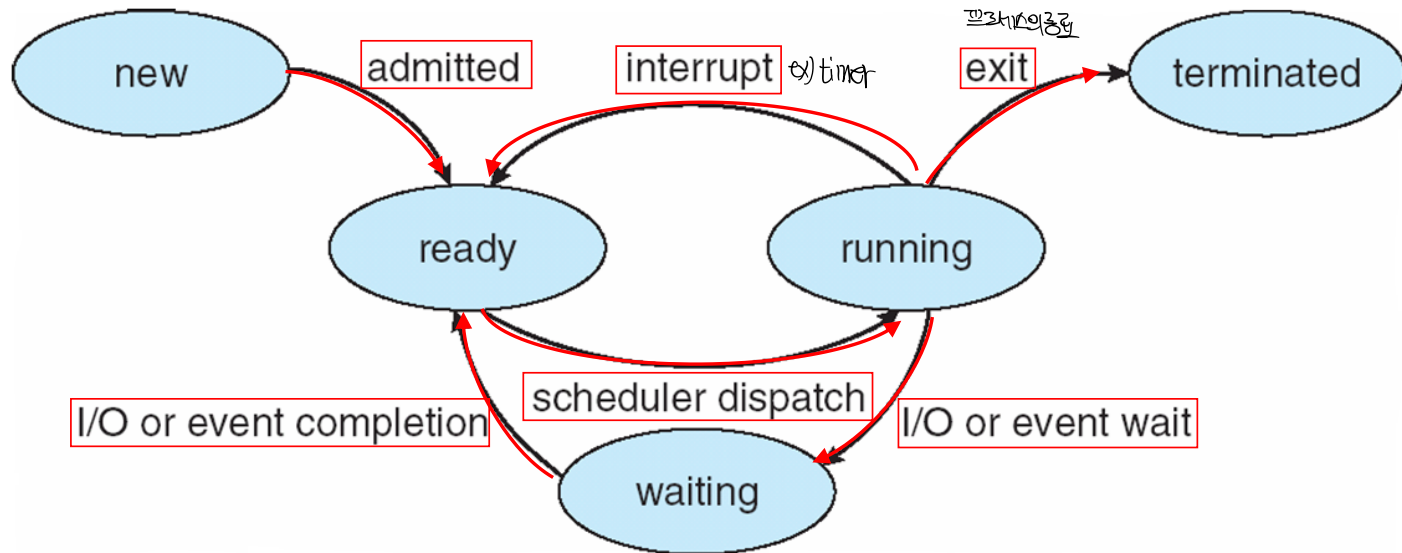 프로세스의 종료
new
admitted
interrupt
ex) timer
exit
terminated
ready
running
scheduler dispatch
I/O or event completion
I/O or event wait
waiting